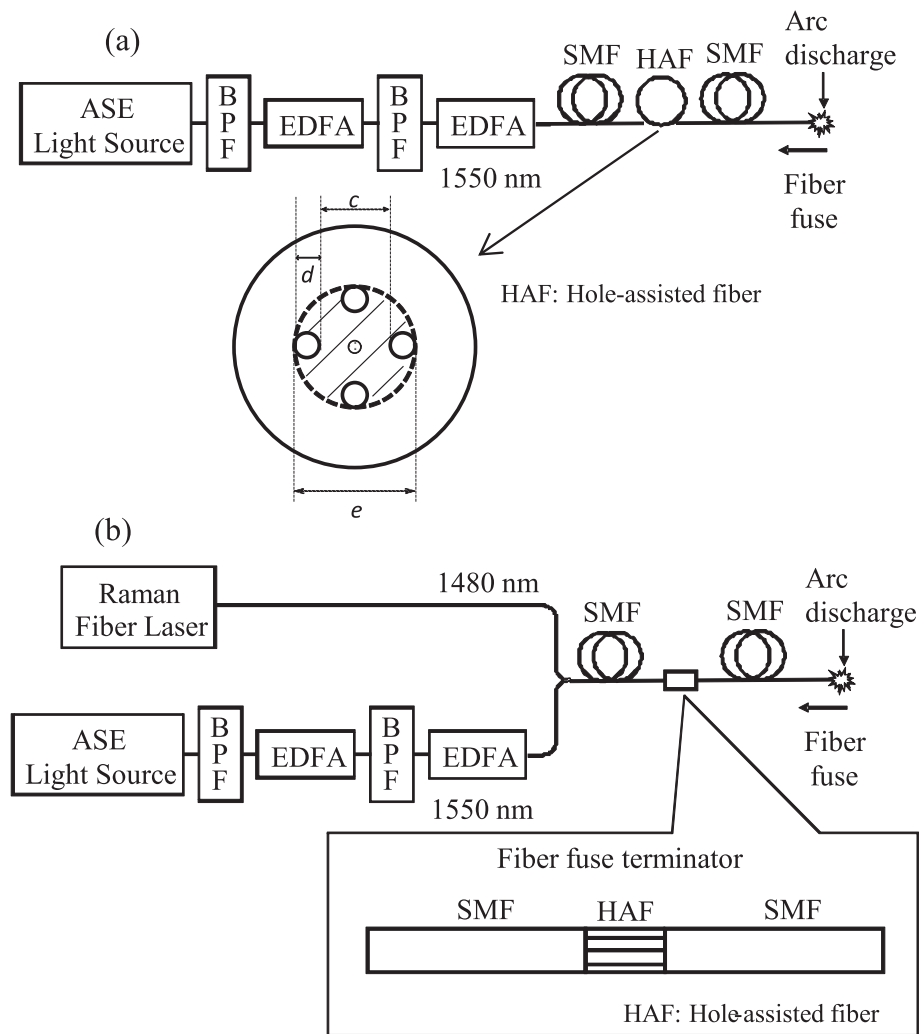 (a)
ASE
Light Source
B
P
F
EDFA
B
P
F
EDFA
1550 nm
SMF
HAF
SMF
Arc
discharge
Fiber
fuse
c
d
e
HAF: Hole-assisted fiber
(b)
Raman
Fiber Laser
1480 nm
ASE
Light Source
B
P
F
EDFA
B
P
F
EDFA
1550 nm
SMF
SMF
Arc
discharge
Fiber
fuse
Fiber fuse terminator
SMF
HAF
SMF
HAF: Hole-assisted fiber